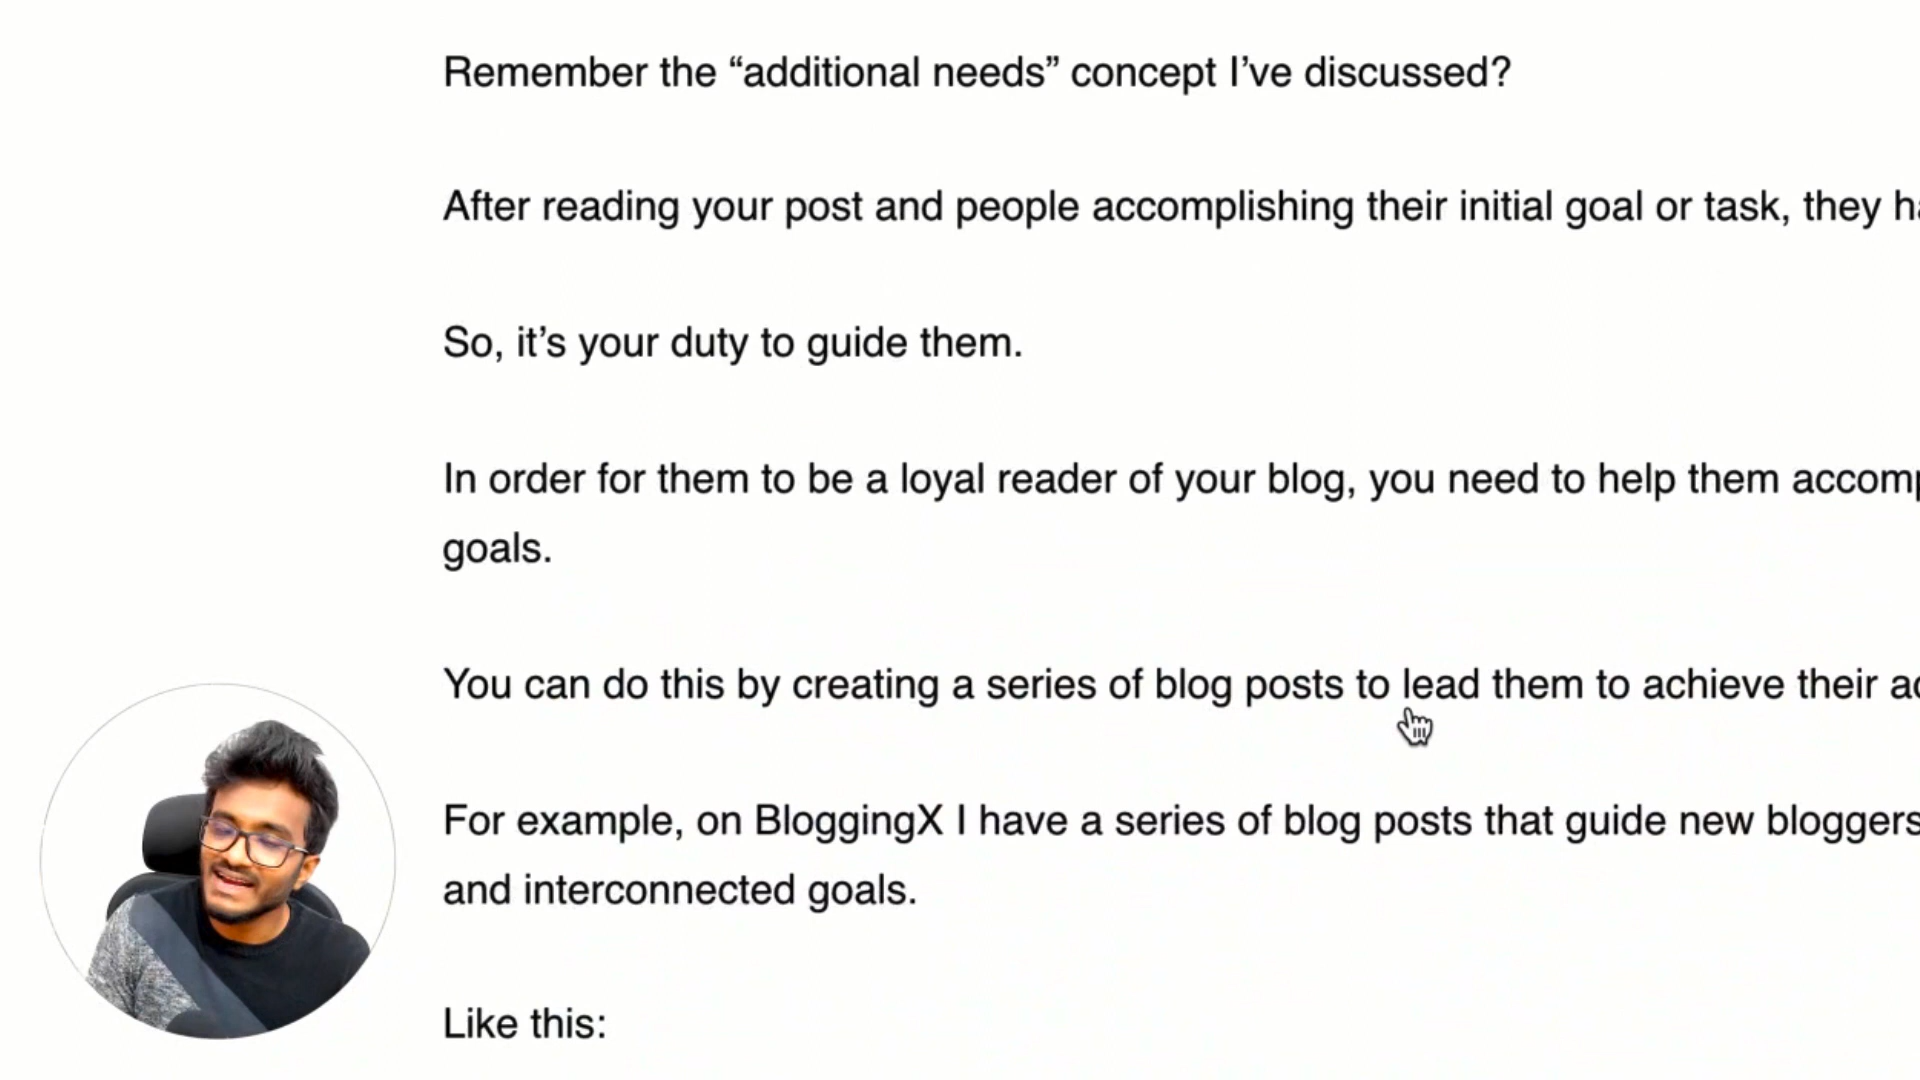 Remember the “additional needs” concept I’ve discussed?
After reading your post and people accomplishing their initial goal or task, they
So, it’s your duty to guide them.
In order for them to be a loyal reader of your blog, you need to help them
goals.
You can do this by creating a series of blog posts to lead them to achieve their
For example, on BloggingX I have a series of blog posts that guide new bloggers
and interconnected goals.
Like this: